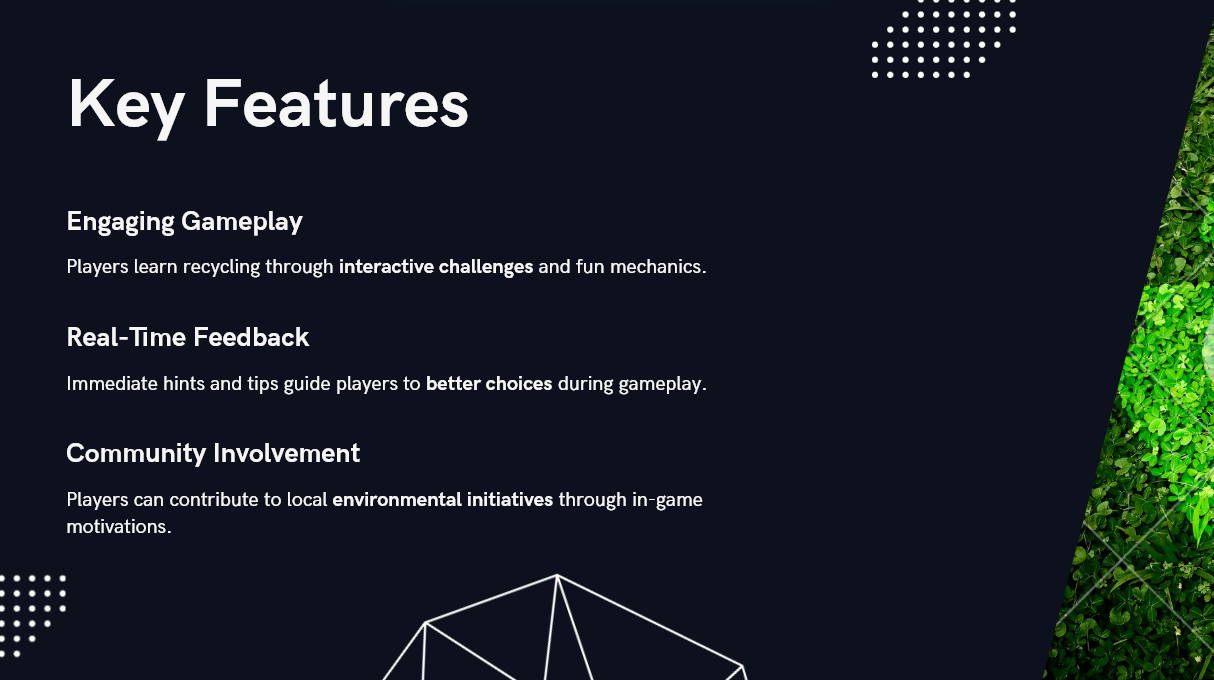 Key Features
Engaging Gameplay
Players learn recycling through interactive challenges and fun mechanics.
Real-Time Feedback
Immediate hints and tips guide players to better choices during gameplay.
Community Involvement
Players can contribute to local environmental initiatives through in-game
motivations.